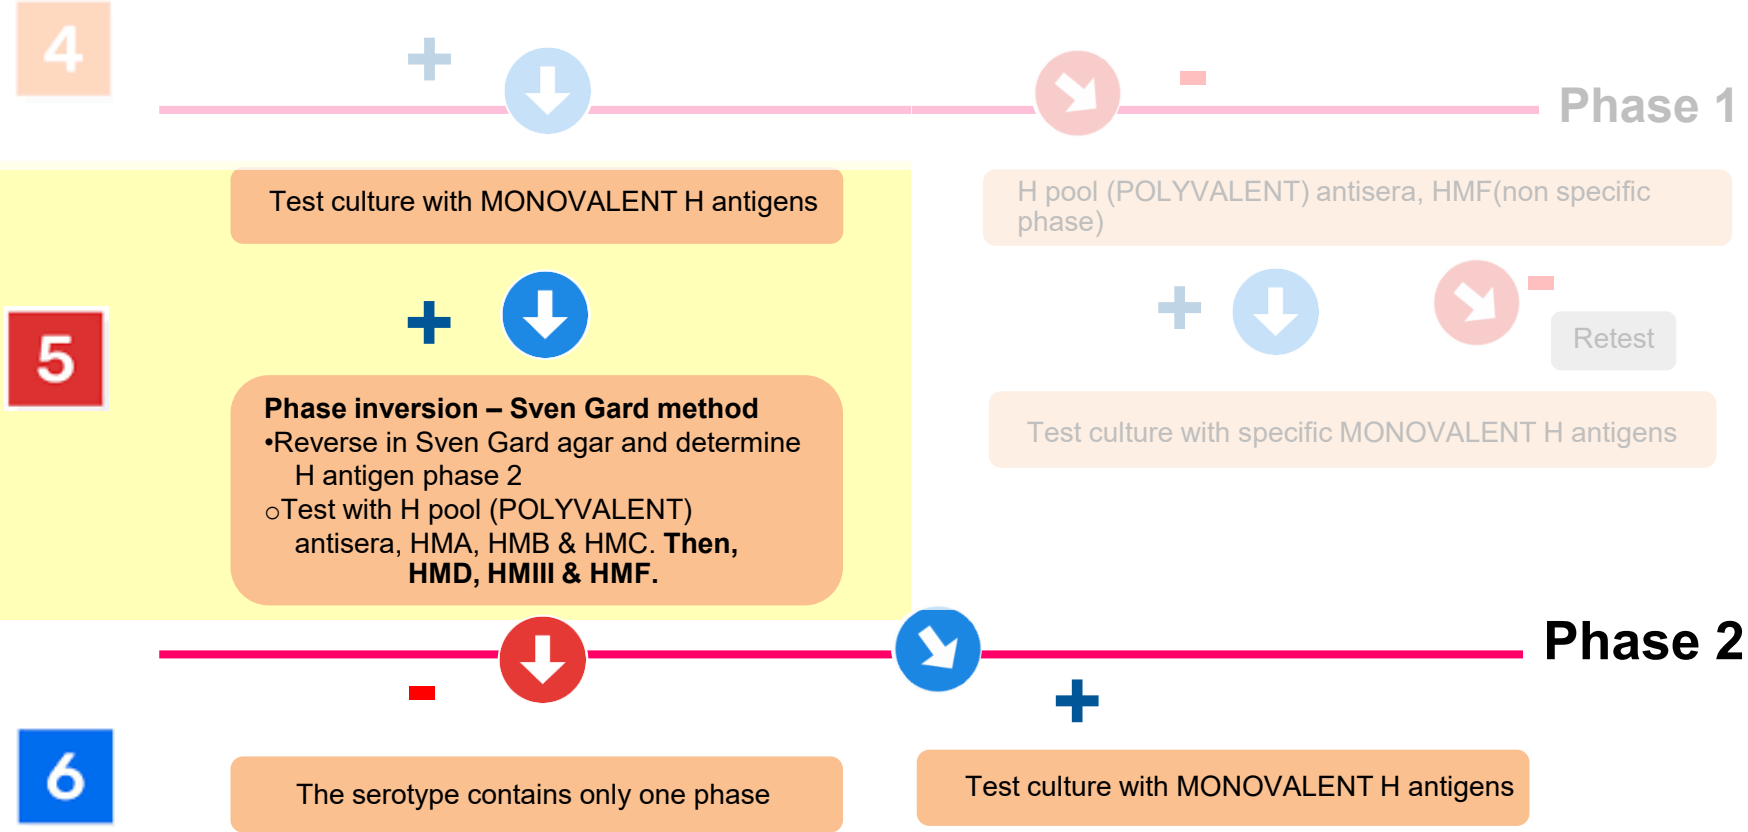 4
+
-
Phase 1
Test culture with MONOVALENT H antigens
H pool (POLYVALENT) antisera, HMF(non specific
phase)
+
+
-
Retest
5
Phase inversion – Sven Gard method
•Reverse in Sven Gard agar and determine
H antigen phase 2
oTest with H pool (POLYVALENT)
antisera, HMA, HMB & HMC. Then,
HMD, HMIII & HMF.
Test culture with specific MONOVALENT H antigens
Phase 2
-
+
6
The serotype contains only one phase
Test culture with MONOVALENT H antigens